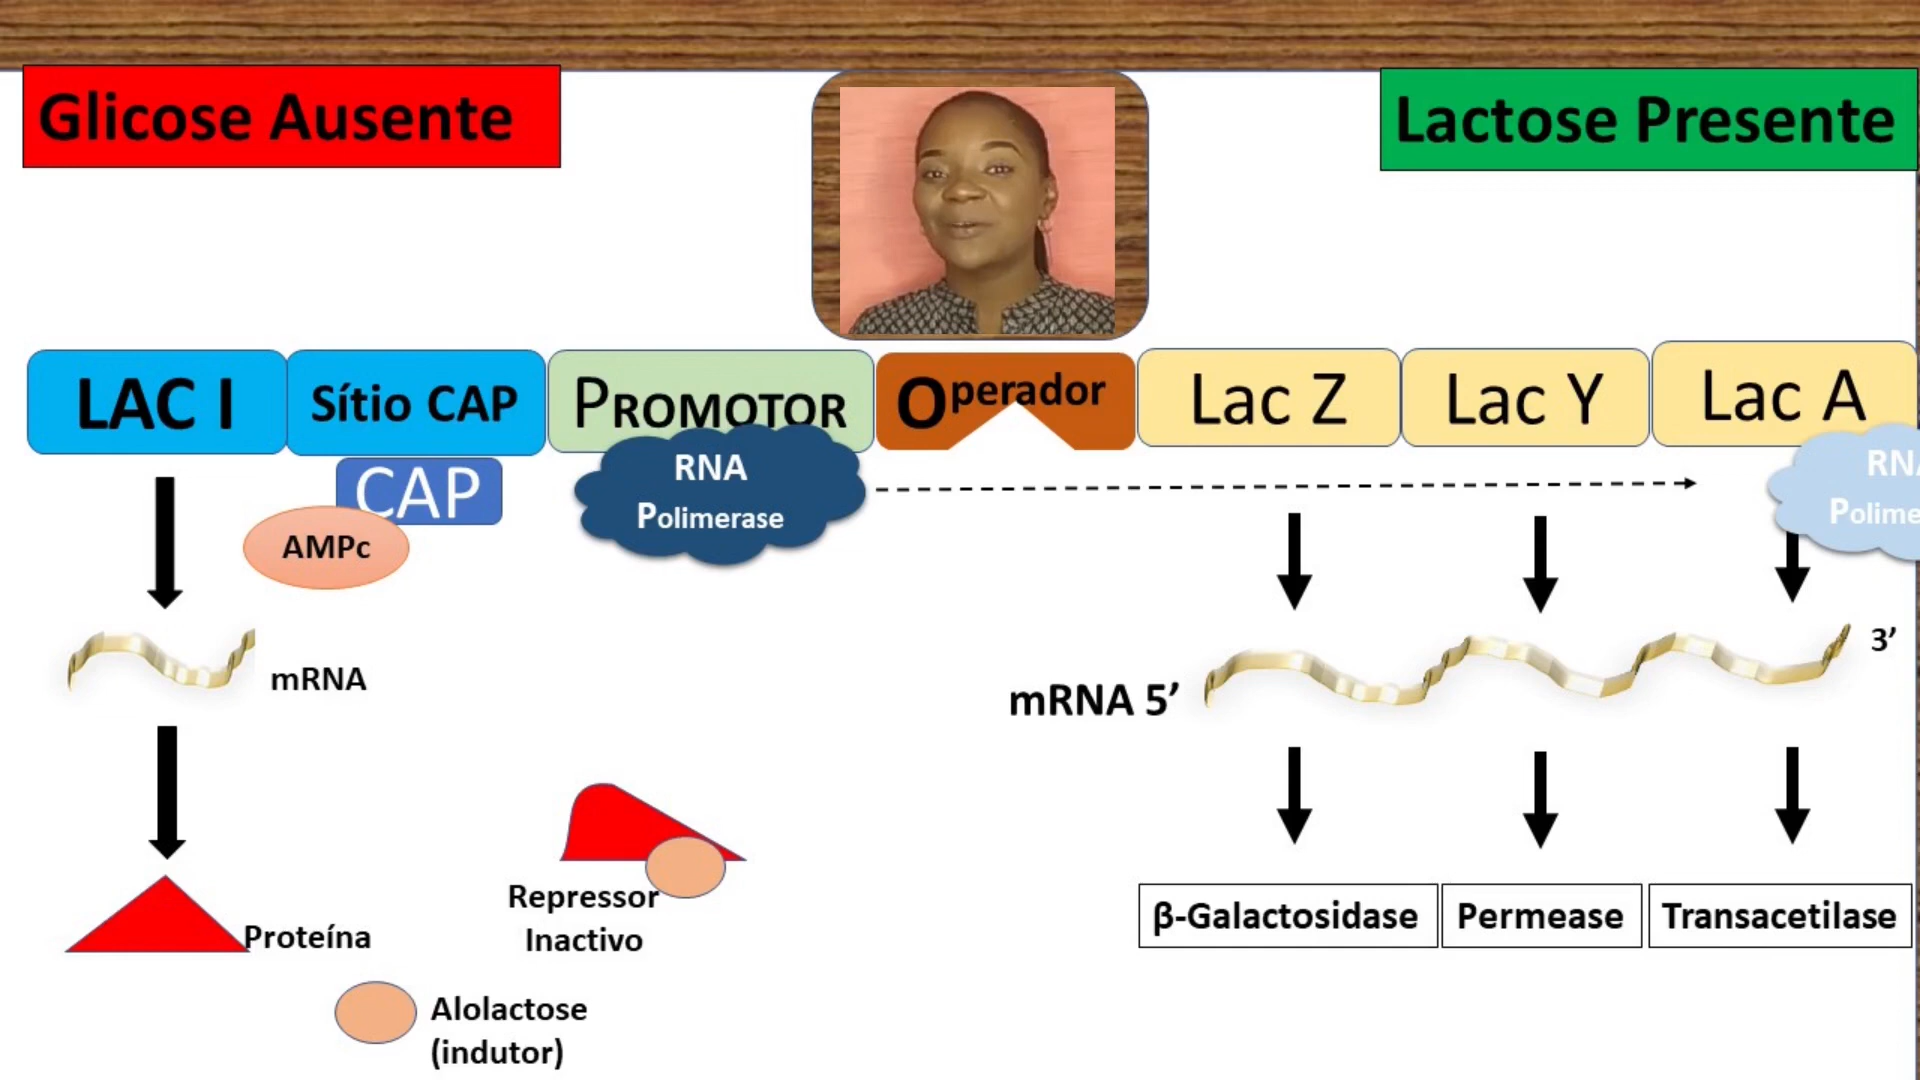 Glicose Ausente
Lactose Presente
LAC I
Sítio CAP
PROMOTOR
Operador
Lac Z
Lac Y
Lac A
CAP
AMPc
RNA
Polimerase
mRNA
mRNA 5’
3’
Proteína
Repressor
Inactivo
Alolactose
(indutor)
β-Galactosidase
Permease
Transacetilase